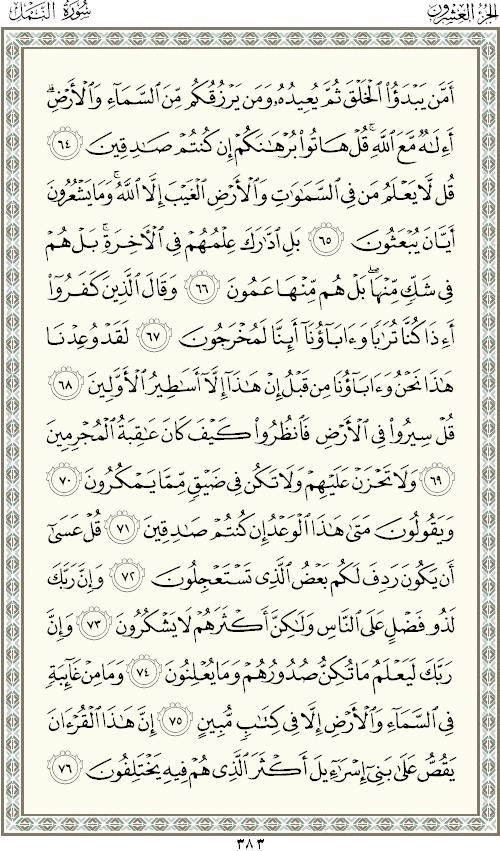 الجزء العشرون
سُورَةُ النَّمْلِ
أَمَّن يَبْدَؤُا۟ ٱلْخَلْقَ ثُمَّ يُعِيدُهُۥ وَمَن يَرْزُقُكُم مِّنَ ٱلسَّمَآءِ وَٱلْأَرْضِ ۗ
أَءِلَـٰهٌ مَّعَ ٱللَّهِ ۚ قُلْ هَاتُوا۟ بُرْهَـٰنَكُمْ إِن كُنتُمْ صَـٰدِقِينَ ٦٤
قُل لَّا يَعْلَمُ مَن فِى ٱلسَّمَـٰوَٰتِ وَٱلْأَرْضِ ٱلْغَيْبَ إِلَّا ٱللَّهُ ۚ وَمَا يَشْعُرُونَ
أَيَّانَ يُبْعَثُونَ ٦٥ بَلِ ٱدَّٰرَكَ عِلْمُهُمْ فِى ٱلْـَٔاخِرَةِ ۚ بَلْ هُمْ
فِى شَكٍّ مِّنْهَا ۖ بَلْ هُم مِّنْهَا عَمُونَ ٦٦ وَقَالَ ٱلَّذِينَ كَفَرُوٓا۟
أَءِذَا كُنَّا تُرَٰبًا وَءَابَآؤُنَآ أَئِنَّا لَمُخْرَجُونَ ٦٧ لَقَدْ وُعِدْنَا
هَـٰذَا نَحْنُ وَءَابَآؤُنَا مِن قَبْلُ إِنْ هَـٰذَآ إِلَّآ أَسَـٰطِيرُ ٱلْأَوَّلِينَ ٦٨
قُلْ سِيرُوا۟ فِى ٱلْأَرْضِ فَٱنظُرُوا۟ كَيْفَ كَانَ عَـٰقِبَةُ ٱلْمُجْرِمِينَ
٦٩ وَلَا تَحْزَنْ عَلَيْهِمْ وَلَا تَكُن فِى ضَيْقٍ مِّمَّا يَمْكُرُونَ ٧٠
وَيَقُولُونَ مَتَىٰ هَـٰذَا ٱلْوَعْدُ إِن كُنتُمْ صَـٰدِقِينَ ٧١ قُلْ عَسَىٰٓ
أَن يَكُونَ رَدِفَ لَكُم بَعْضُ ٱلَّذِى تَسْتَعْجِلُونَ ٧٢ وَإِنَّ رَبَّكَ
لَذُو فَضْلٍ عَلَى ٱلنَّاسِ وَلَـٰكِنَّ أَكْثَرَهُمْ لَا يَشْكُرُونَ ٧٣ وَإِنَّ
رَبَّكَ لَيَعْلَمُ مَا تُكِنُّ صُدُورُهُمْ وَمَا يُعْلِنُونَ ٧٤ وَمَا مِنْ غَآئِبَةٍ
فِى ٱلسَّمَآءِ وَٱلْأَرْضِ إِلَّا فِى كِتَـٰبٍ مُّبِينٍ ٧٥ إِنَّ هَـٰذَا ٱلْقُرْءَانَ
يَقُصُّ عَلَىٰ بَنِىٓ إِسْرَٰٓءِيلَ أَكْثَرَ ٱلَّذِى هُمْ فِيهِ يَخْتَلِفُونَ ٧٦
٣٨٣